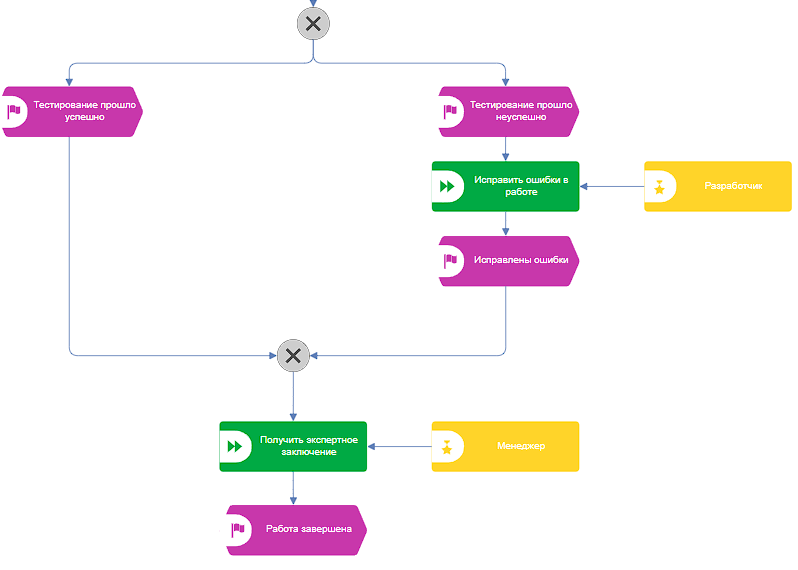 Тестирование прошло
успешно
Тестирование прошло
неуспешно
Исправить ошибки в
работе
Разработчик
Исправлены ошибки
Получить экспертное
заключение
Менеджер
Работа завершена